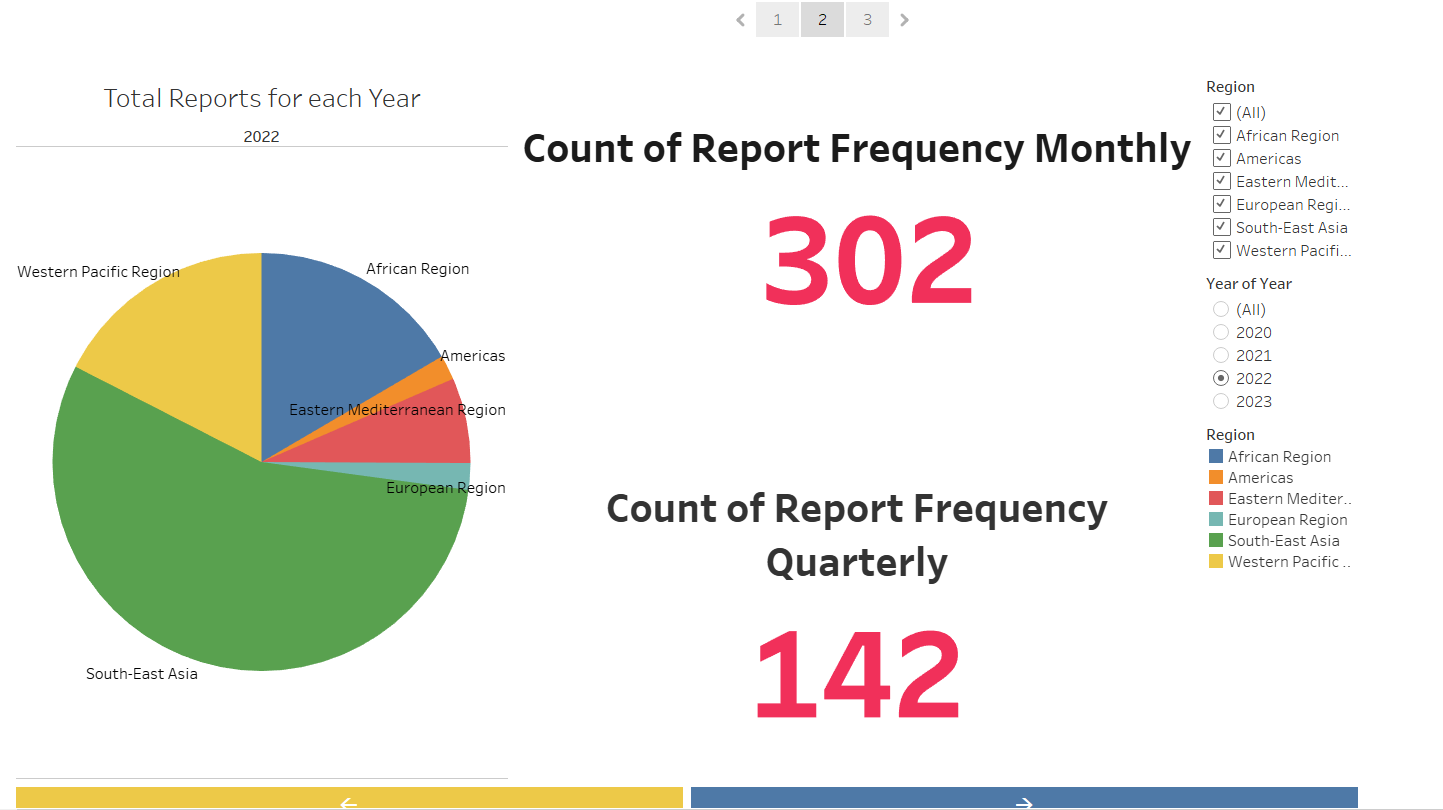 1 2 3
Total Reports for each Year
2022
Western Pacific Region
African Region
Americas
Eastern Mediterranean Region
European Region
South-East Asia
Count of Report Frequency Monthly
302
Count of Report Frequency
Quarterly
142
Region
(All)
African Region
Americas
Eastern Medit...
European Regi...
South-East Asia
Western Pacifi...
Year of Year
(All)
2020
2021
2022
2023
Region
African Region
Americas
Eastern Mediter..
European Region
South-East Asia
Western Pacific ..